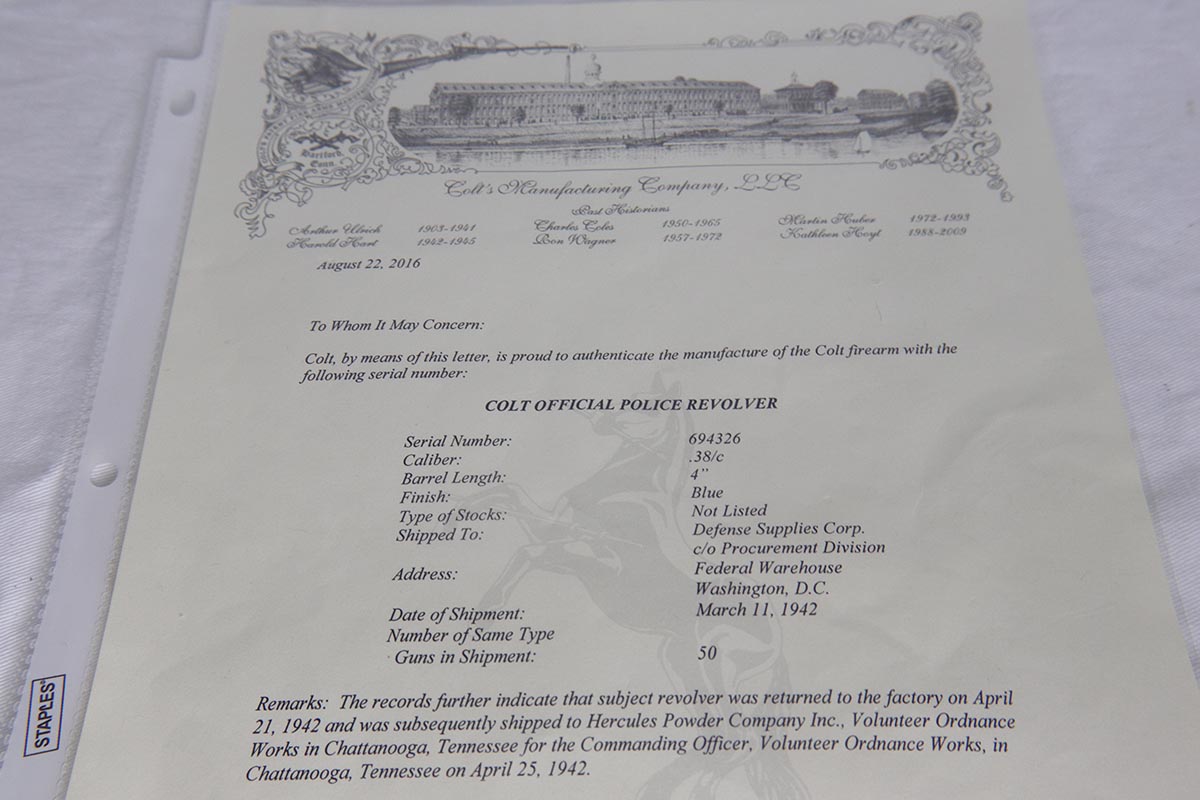 Hartford
Conn.
Colt's Manufacturing Company, LLC
Past Historians
Arthur Ulrich 1903-1941 Charles Coles 1950-1965 Martin Huber 1972-1993
Harold Hart 1942-1945 Ron Wagner 1957-1972 Kathleen Hoyt 1988-2009
August 22, 2016
To Whom It May Concern:
Colt, by means of this letter, is proud to authenticate the manufacture of the Colt firearm with the
following serial number:
COLT OFFICIAL POLICE REVOLVER
Serial Number: 694326
Caliber: .38/c
Barrel Length: 4”
Finish: Blue
Type of Stocks: Not Listed
Shipped To: Defense Supplies Corp.
c/o Procurement Division
Address: Federal Warehouse
Washington, D.C.
Date of Shipment: March 11, 1942
Number of Same Type
Guns in Shipment: 50
Remarks: The records further indicate that subject revolver was returned to the factory on April
21, 1942 and was subsequently shipped to Hercules Powder Company Inc., Volunteer Ordnance
Works in Chattanooga, Tennessee for the Commanding Officer, Volunteer Ordnance Works, in
Chattanooga, Tennessee on April 25, 1942.
STAPLES